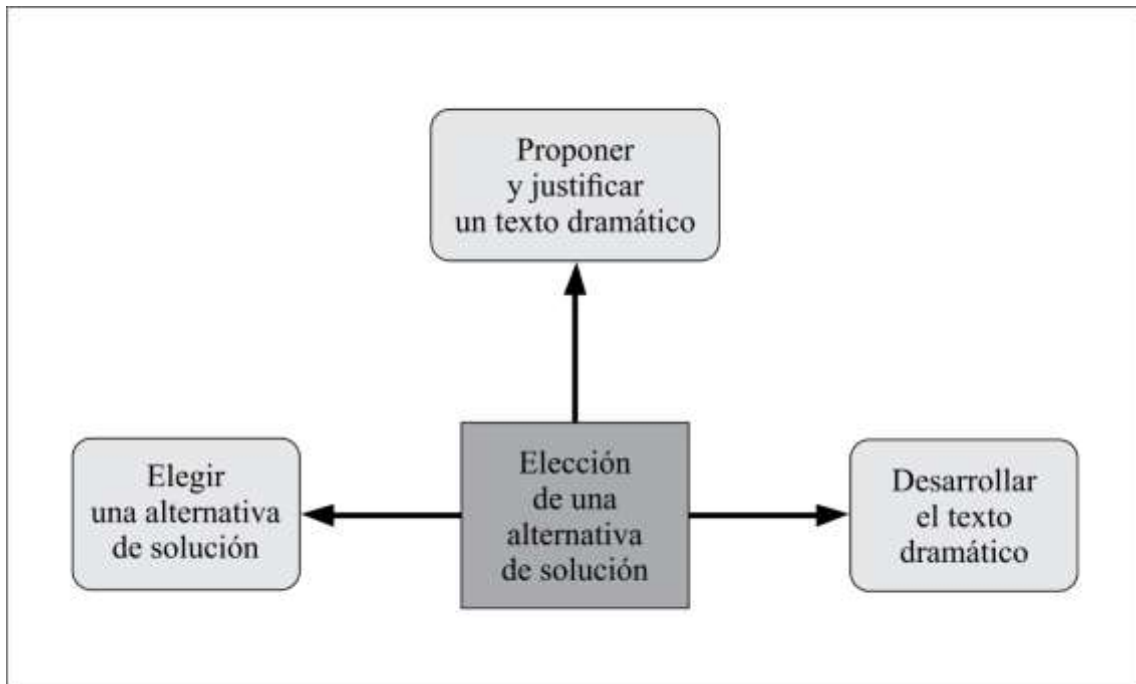 Proponer
y justificar
un texto dramático
Elegir
una alternativa
de solución
Elección
de una
alternativa
de solución
Desarrollar
el texto
dramático